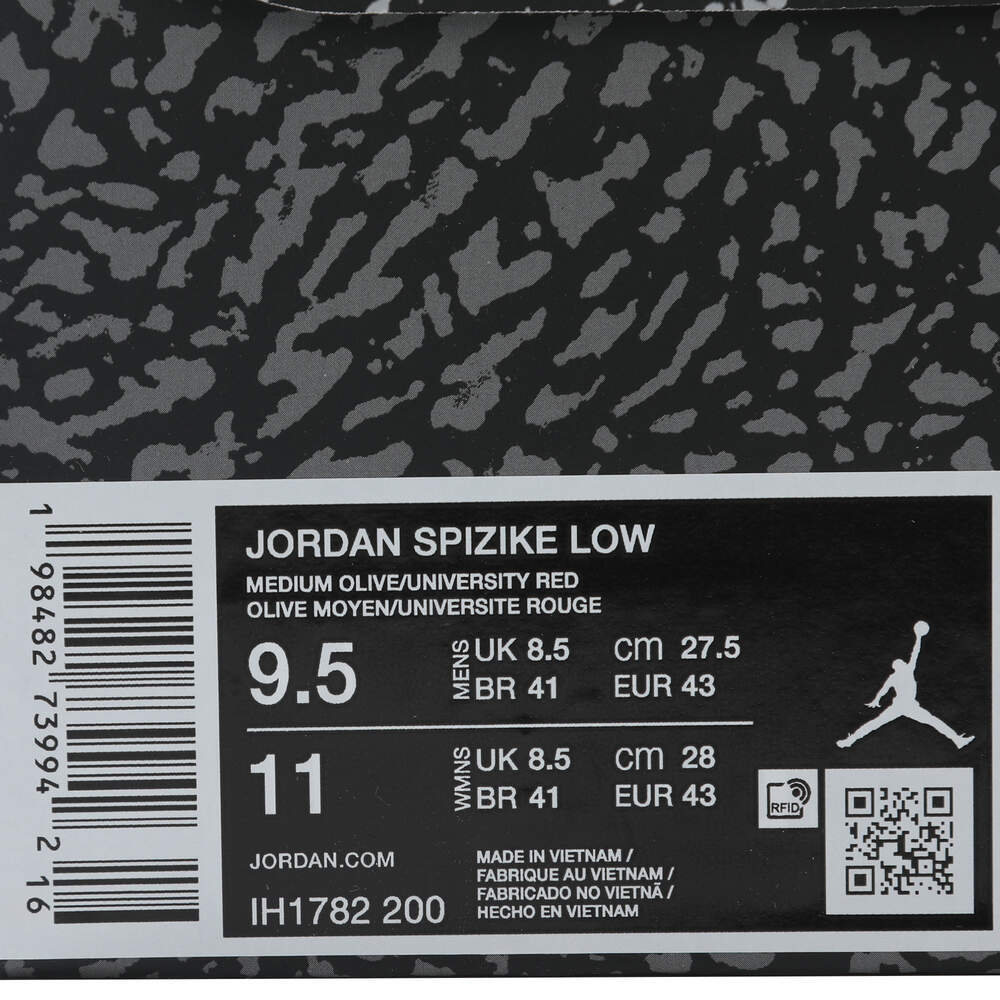 1 98482 73994 2 16
JORDAN SPIZIKE LOW
MEDIUM OLIVE/UNIVERSITY RED
OLIVE MOYEN/UNIVERSITE ROUGE
9.5 MENS UK 8.5 cm 27.5
BR 41 EUR 43
11 WMNS UK 8.5 cm 28
BR 41 EUR 43
RFID
JORDAN.COM
IH1782 200
MADE IN VIETNAM /
FABRIQUE AU VIETNAM /
FABRICADO NO VIETNÃ /
HECHO EN VIETNAM